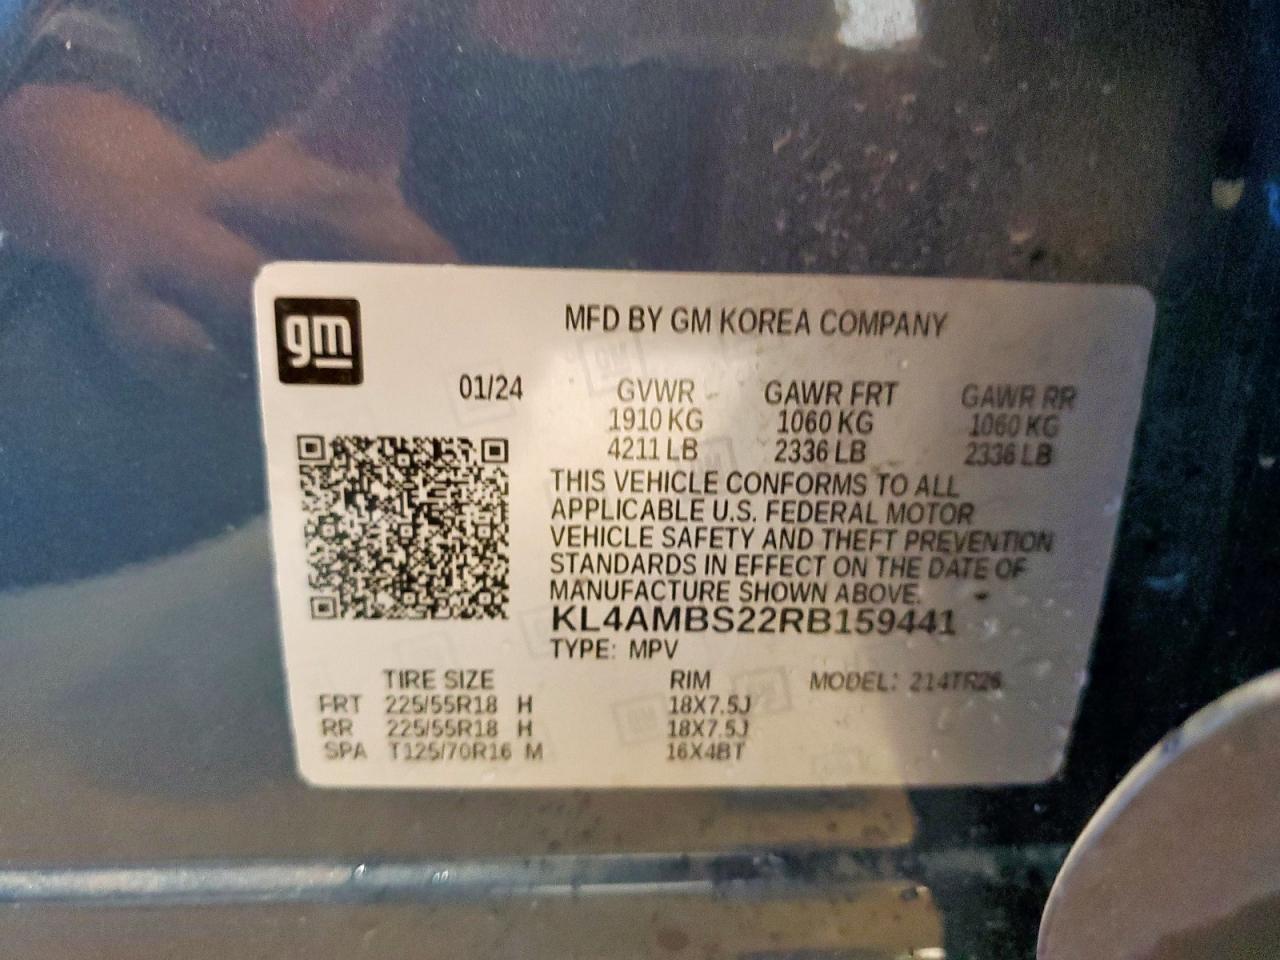 gm
MFD BY GM KOREA COMPANY
01/24 GVWR GAWR FRT GAWR RR
1910 KG 1060 KG 1060 KG
4211 LB 2336 LB 2336 LB
THIS VEHICLE CONFORMS TO ALL
APPLICABLE U.S. FEDERAL MOTOR
VEHICLE SAFETY AND THEFT PREVENTION
STANDARDS IN EFFECT ON THE DATE OF
MANUFACTURE SHOWN ABOVE.
KL4AMBS22RB159441
TYPE: MPV
TIRE SIZE RIM MODEL: 214TR26
FRT 225/55R18 H 18X7.5J
RR 225/55R18 H 18X7.5J
SPA T125/70R16 M 16X4BT